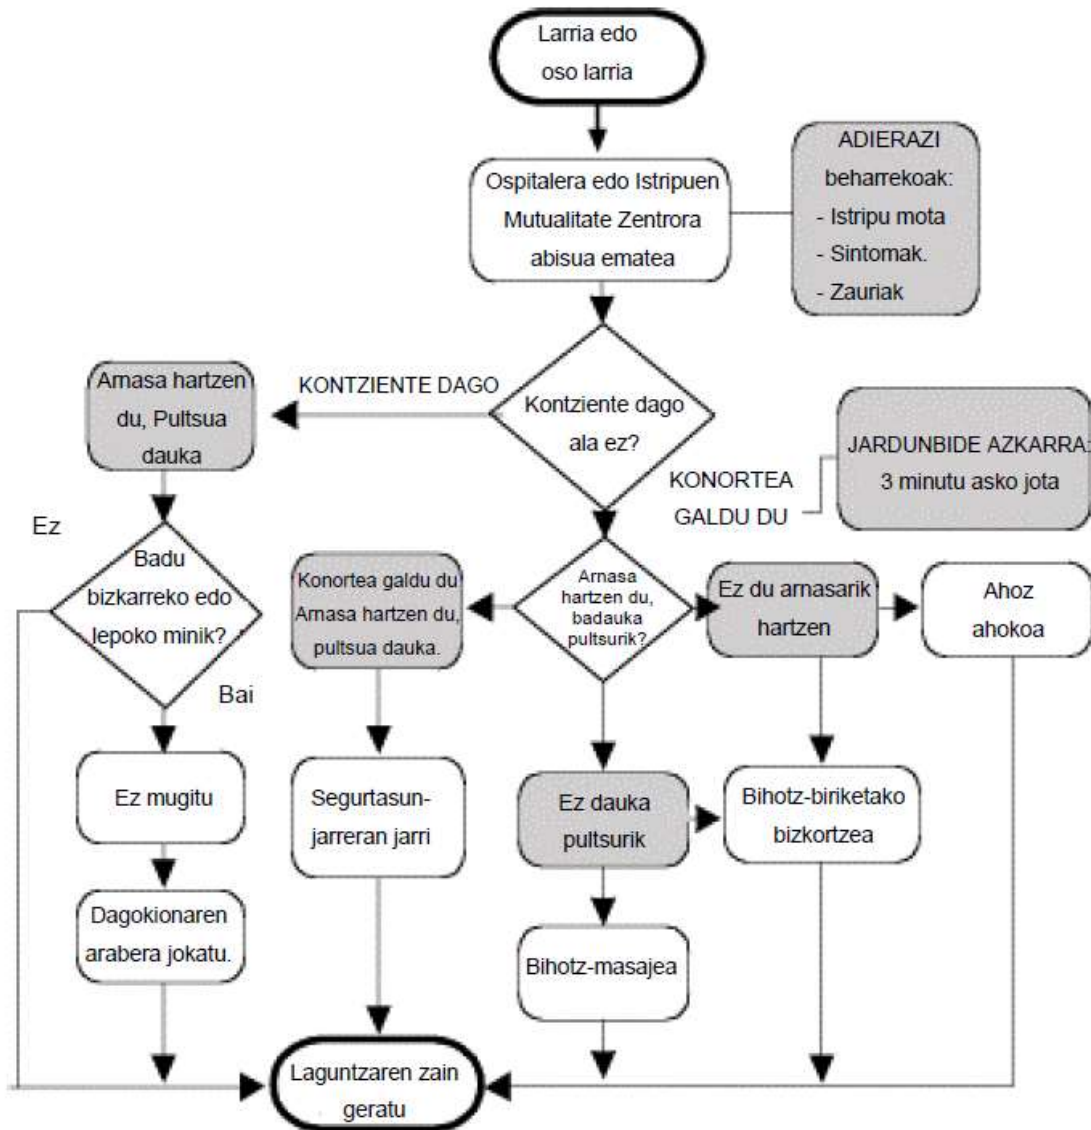 Larria edo
oso larria
Ospitalera edo Istripuen
Mutualitate Zentrora
abisua ematea
ADIERAZI
beharrekoak:
- Istripu mota
- Sintomak.
- Zauriak
Kontziente dago
ala ez?
KONTZIENTE DAGO
Arnasa hartzen
du, Pultsua
dauka
KONORTEA
GALDU DU
JARDUNBIDE AZKARRA:
3 minutu asko jota
Ez
Badu
bizkarreko edo
lepoko minik?
Bai
Konortea galdu du
Arnasa hartzen du,
pultsua dauka.
Arnasa
hartzen du,
badauka
pultsurik?
Ez du arnasarik
hartzen
Ahoz
ahokoa
Ez mugitu
Segurtasun-
jarreran jarri
Ez dauka
pultsurik
Bihotz-biriketako
bizkortzea
Dagokionaren
arabera jokatu.
Bihotz-masajea
Laguntzaren zain
geratu